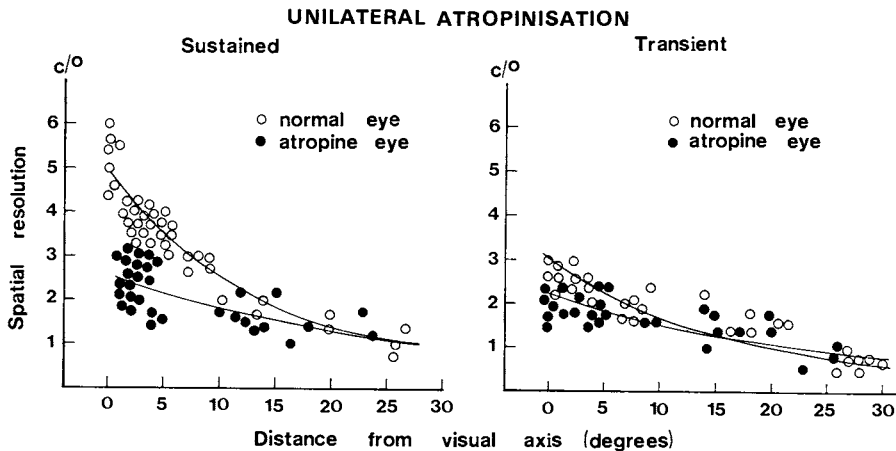 UNILATERAL ATROPINISATION
Sustained
c/o
6
5
4
3
2
1
0 5 10 15 20 25 30
normal eye
atropine eye
Transient
c/o
6
5
4
3
2
1
0 5 10 15 20 25 30
normal eye
atropine eye
Spatial resolution
Distance from visual axis (degrees)